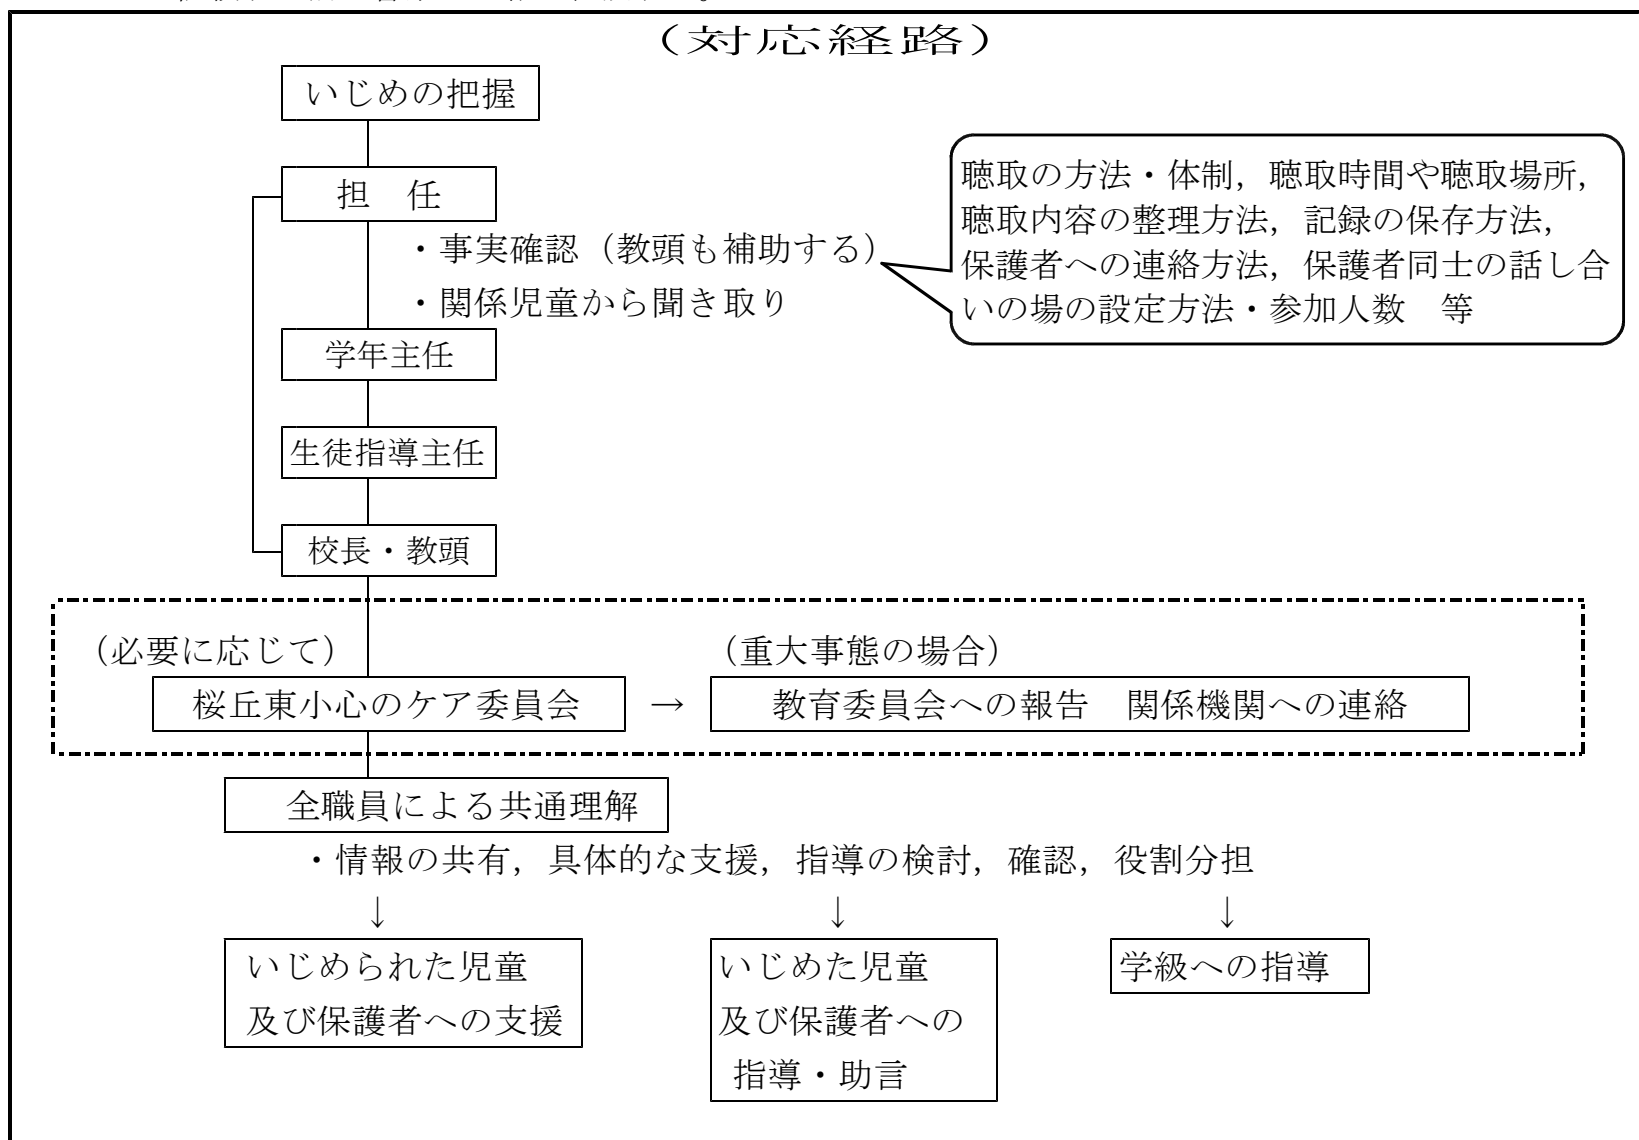 （対応経路）
いじめの把握
担　任
・事実確認（教頭も補助する）
・関係児童から聞き取り
聴取の方法・体制，聴取時間や聴取場所，
聴取内容の整理方法，記録の保存方法，
保護者への連絡方法，保護者同士の話し合
いの場の設定方法・参加人数　等
学年主任
生徒指導主任
校長・教頭
（必要に応じて）
（重大事態の場合）
桜丘東小心のケア委員会　→　教育委員会への報告　関係機関への連絡
全職員による共通理解
・情報の共有，具体的な支援，指導の検討，確認，役割分担
↓　↓　↓
いじめられた児童
及び保護者への支援
いじめた児童
及び保護者への
指導・助言
学級への指導